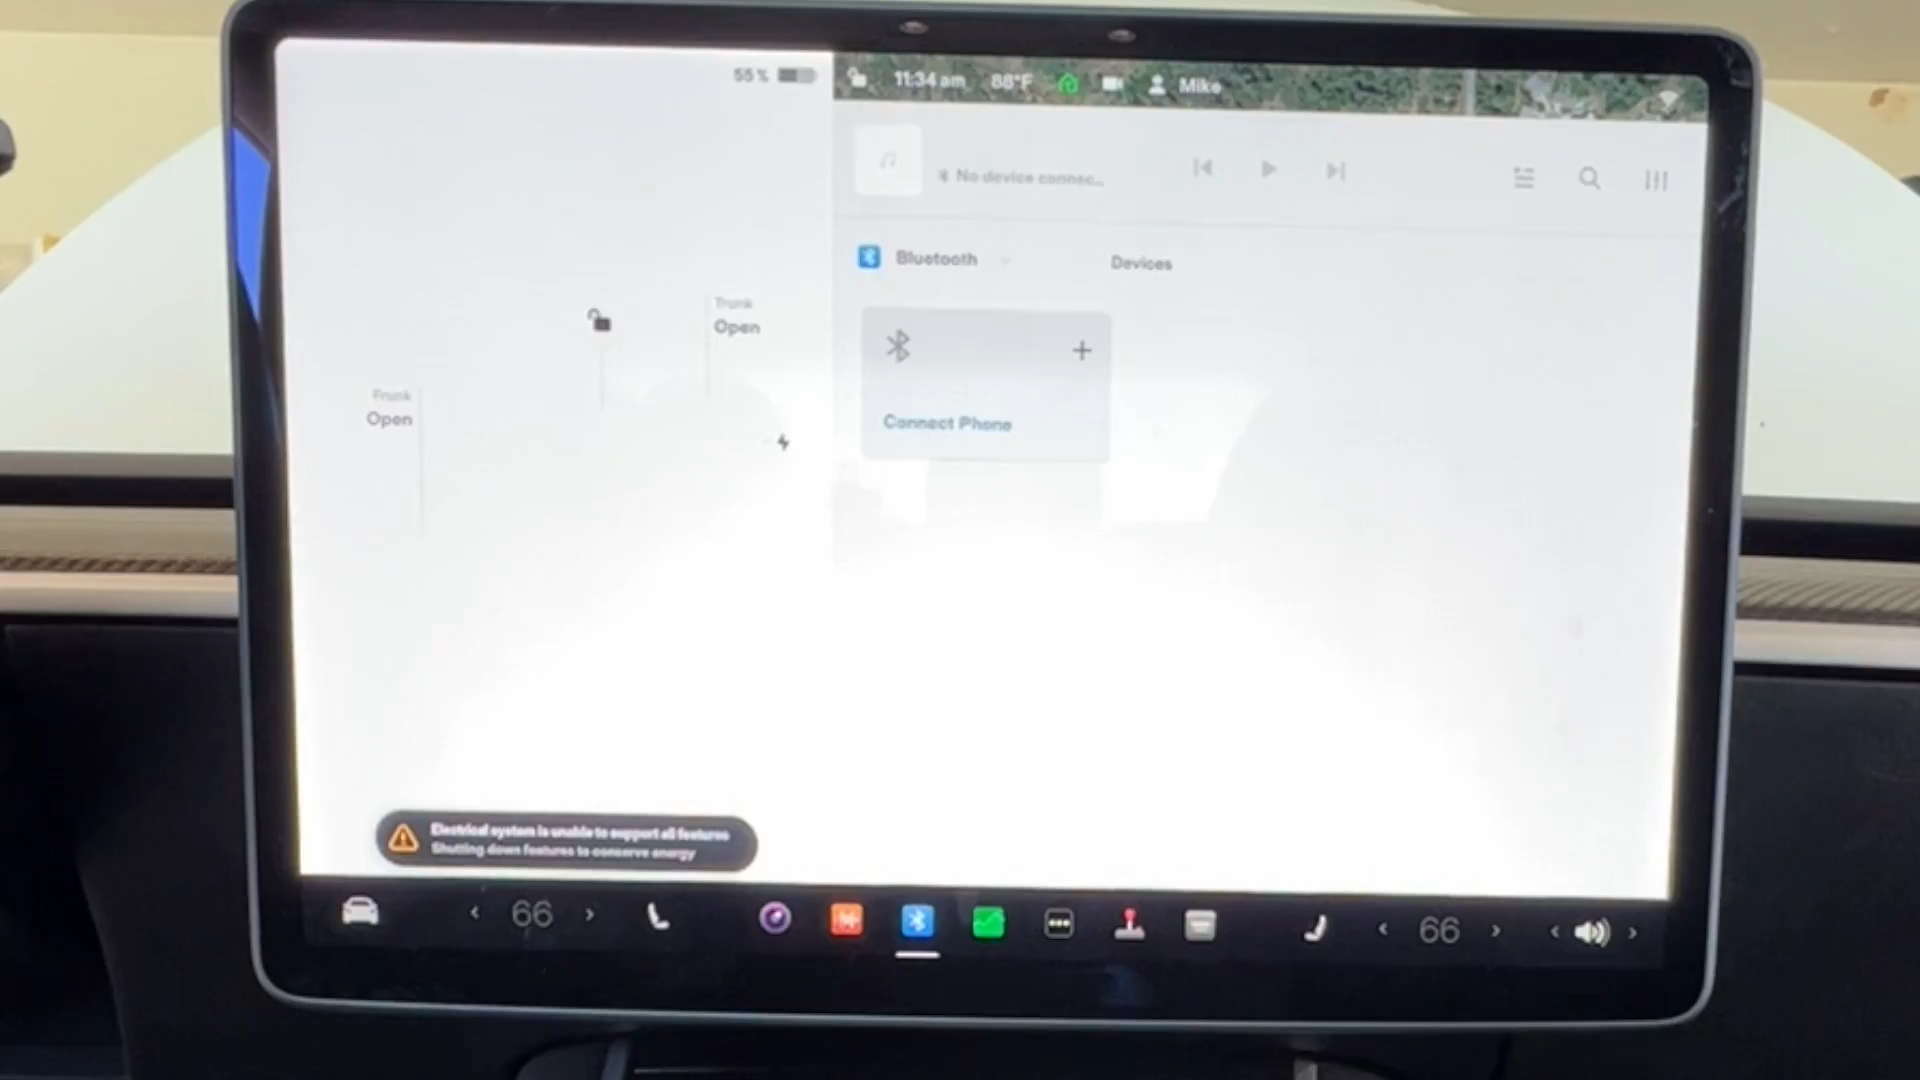 55 %
11:34 am 88°F Mike
No device connec...
Bluetooth
Devices
Trunk
Open
Frunk
Open
Connect Phone
Electrical system is unable to support all features
Shutting down features to conserve energy
66
66